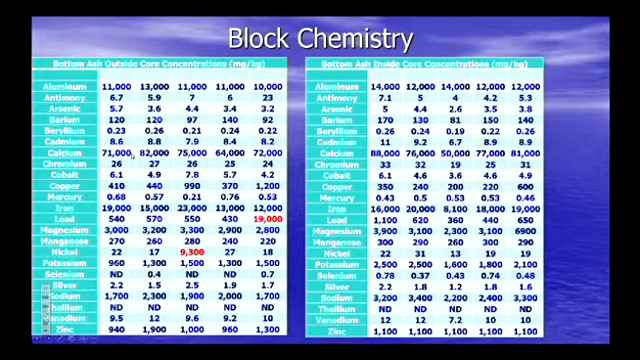 Block Chemistry
Bottom Ash Outside Core Concentrations (mg/kg)
Aluminum 11,000 13,000 11,000 11,000 10,000
Antimony 6.7 5.9 7 6 23
Arsenic 5.7 3.6 4.4 3.4 3.2
Barium 120 120 97 140 92
Beryllium 0.23 0.26 0.21 0.24 0.22
Cadmium 8.6 8.8 7.9 8.4 8.2
Calcium 71,000 82,000 75,000 64,000 72,000
Chromium 26 27 26 25 24
Cobalt 6.1 4.9 7.8 5.7 4.2
Copper 410 440 990 370 1,200
Mercury 0.68 0.57 0.21 0.76 0.53
Iron 19,000 15,000 23,000 13,000 12,000
Lead 540 570 550 430 19,000
Magnesium 3,000 3,200 3,300 2,900 2,800
Manganese 270 260 280 240 220
Nickel 22 17 9,300 27 18
Potassium 960 1,300 1,500 1,300 1,500
Selenium ND 0.4 ND ND 0.7
Silver 2.2 1.5 2.5 1.9 1.7
Sodium 1,700 2,300 1,900 2,000 1,700
Thallium ND ND ND ND ND
Vanadium 9.5 12 9.6 9.2 10
Zinc 940 1,900 1,000 960 1,300
Bottom Ash Inside Core Concentrations (mg/kg)
Aluminum 14,000 12,000 14,000 12,000 12,000
Antimony 7.1 5 4 4.2 5.3
Arsenic 5 4.4 2.6 3.5 3.8
Barium 170 130 81 150 140
Beryllium 0.26 0.24 0.19 0.22 0.26
Cadmium 11 9.2 6.7 8.9 8.9
Calcium 88,000 76,000 50,000 77,000 81,000
Chromium 33 32 19 25 31
Cobalt 6.1 4.6 3.6 4.6 4.9
Copper 350 240 200 220 600
Mercury 0.43 0.5 0.53 0.53 0.46
Iron 16,000 20,000 8,100 18,000 19,000
Lead 1,100 620 360 440 650
Magnesium 3,900 3,100 2,300 3,100 6900
Manganese 300 290 260 300 290
Nickel 22 31 13 19 19
Potassium 2,500 2,500 1,600 1,800 2,100
Selenium 0.78 0.37 0.43 0.74 0.48
Silver 2.2 1.8 1.2 1.8 1.6
Sodium 3,200 3,400 2,200 2,400 3,300
Thallium ND ND ND ND ND
Vanadium 12 12 7.2 10 10
Zinc 1,100 1,100 1,100 1,100 1,100